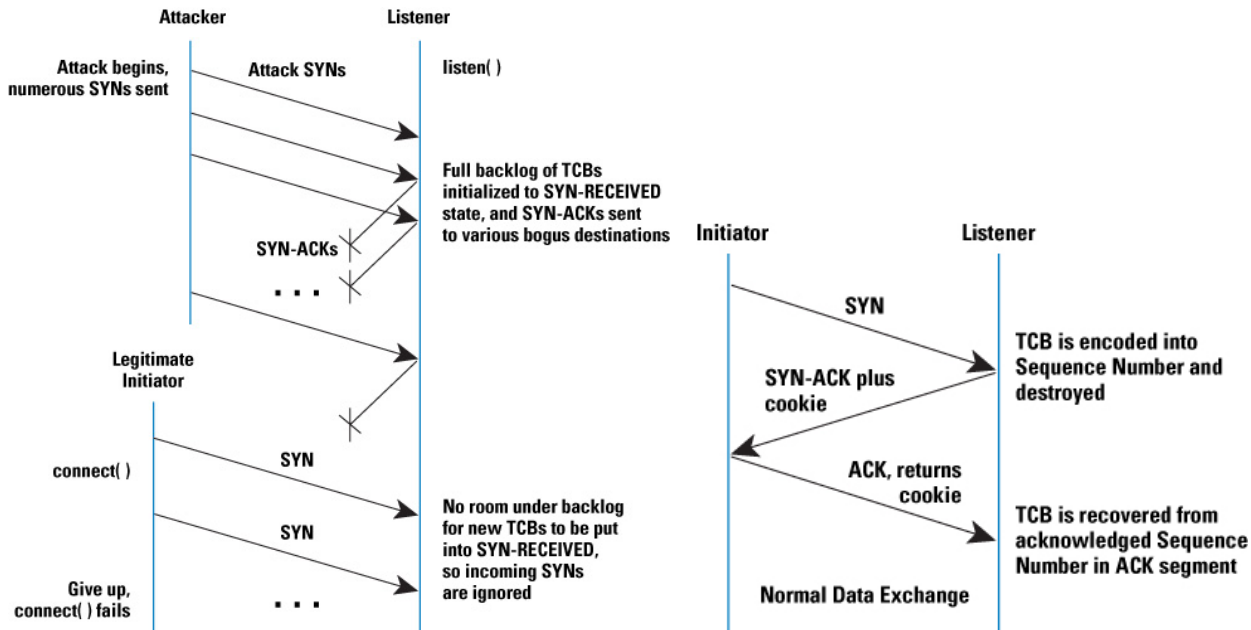 Attacker
Listener
Attack begins,
numerous SYNs sent
Attack SYNs
listen( )
Full backlog of TCBs
initialized to SYN-RECEIVED
state, and SYN-ACKs sent
to various bogus destinations
SYN-ACKs
. . .
Legitimate
Initiator
connect( )
SYN
SYN
No room under backlog
for new TCBs to be put
into SYN-RECEIVED,
so incoming SYNs
are ignored
Give up,
connect( ) fails
. . .
Initiator
Listener
SYN
TCB is encoded into
Sequence Number and
destroyed
SYN-ACK plus
cookie
ACK, returns
cookie
TCB is recovered from
acknowledged Sequence
Number in ACK segment
Normal Data Exchange